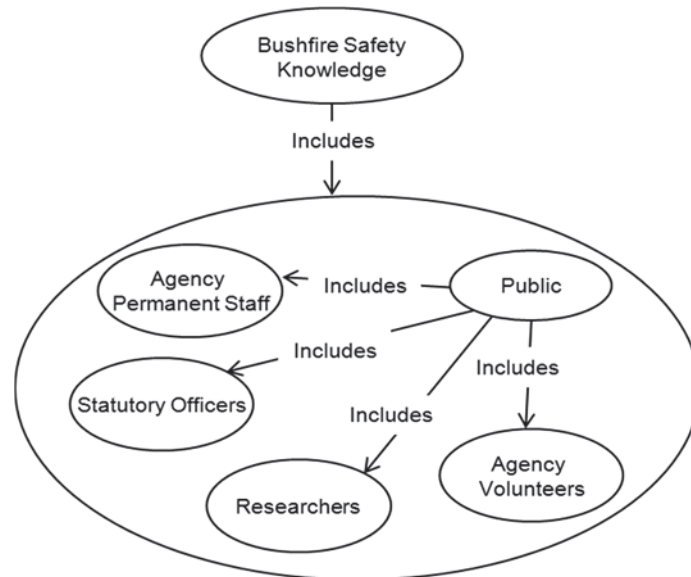 Bushfire Safety
Knowledge
Includes
Agency
Permanent Staff
Includes
Public
Includes
Includes
Statutory Officers
Includes
Agency
Volunteers
Researchers